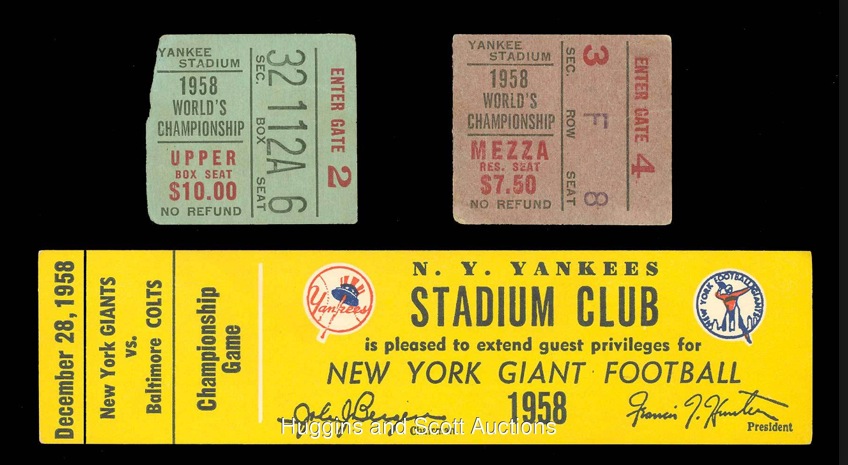 YANKEE
STADIUM
1958
WORLD'S
CHAMPIONSHIP
UPPER
BOX SEAT
$10.00
NO REFUND
SEC. BOX SEAT
32 112A 6
ENTER GATE 2
YANKEE
STADIUM
1958
WORLD'S
CHAMPIONSHIP
MEZZA
RES. SEAT
$7.50
NO REFUND
SEC. ROW SEAT
3 F 8
ENTER GATE 4
December 28, 1958
New York GIANTS
vs.
Baltimore COLTS
Championship
Game
Yankees
N. Y. YANKEES
STADIUM CLUB
is pleased to extend guest privileges for
NEW YORK GIANT FOOTBALL
1958
NEW YORK FOOTBALL GIANTS
President
Huggins and Scott Auctions